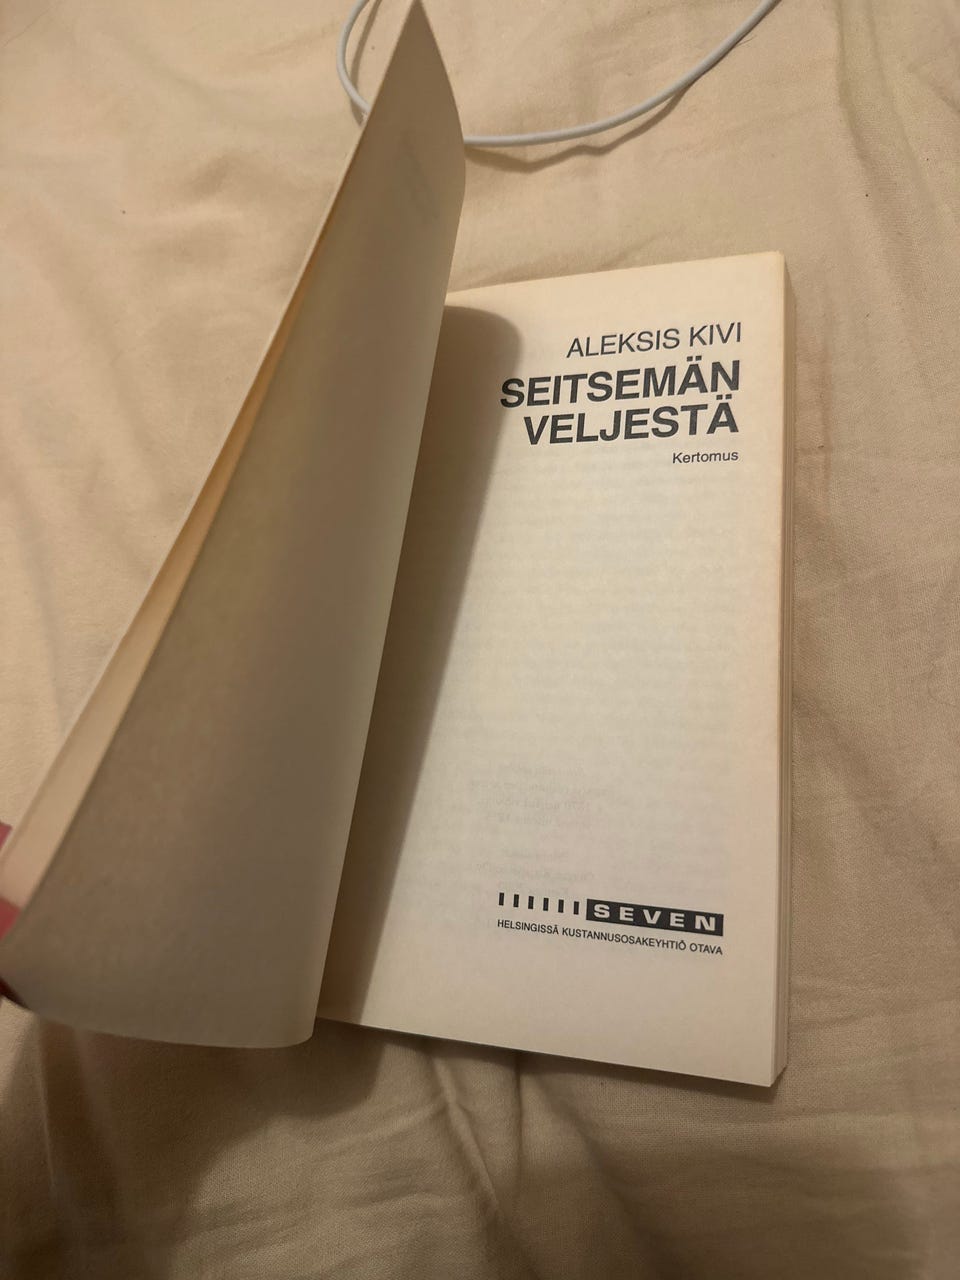 ALEKSIS KIVI
SEITSEMÄN
VELJESTÄ
Kertomus
SEVEN
HELSINGISSÄ KUSTANNUSOSAKEYHTIÖ OTAVA